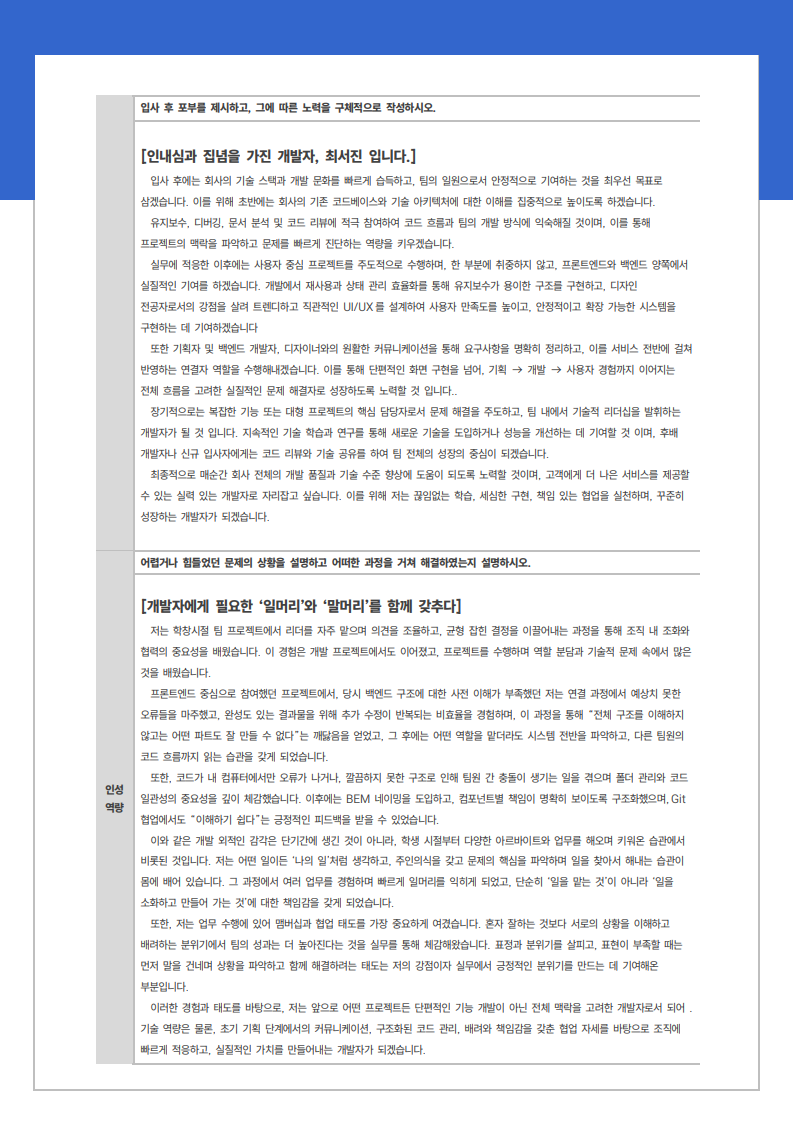 입사 후 포부를 제시하고, 그에 따른 노력을 구체적으로 작성하시오.
[인내심과 집념을 가진 개발자, 최서진 입니다.]
입사 후에는 회사의 기술 스택과 개발 문화를 빠르게 습득하고, 팀의 일원으로서 안정적으로 기여하는 것을 최우선 목표로
삼겠습니다. 이를 위해 초반에는 회사의 기존 코드베이스와 기술 아키텍처에 대한 이해를 집중적으로 높이도록 하겠습니다.
유지보수, 디버깅, 문서 분석 및 코드 리뷰에 적극 참여하여 코드 흐름과 팀의 개발 방식에 익숙해질 것이며, 이를 통해
프로젝트의 맥락을 파악하고 문제를 빠르게 진단하는 역량을 키우겠습니다.
실무에 적응한 이후에는 사용자 중심 프로젝트를 주도적으로 수행하며, 한 부분에 취중하지 않고, 프론트엔드와 백엔드 양쪽에서
실질적인 기여를 하겠습니다. 개발에서 재사용과 상태 관리 효율화를 통해 유지보수가 용이한 구조를 구현하고, 디자인
전공자로서의 강점을 살려 트렌디하고 직관적인 UI/UX를 설계하여 사용자 만족도를 높이고, 안정적이고 확장 가능한 시스템을
구현하는 데 기여하겠습니다
또한 기획자 및 백엔드 개발자, 디자이너와의 원활한 커뮤니케이션을 통해 요구사항을 명확히 정리하고, 이를 서비스 전반에 걸쳐
반영하는 연결자 역할을 수행해내겠습니다. 이를 통해 단편적인 화면 구현을 넘어, 기획 → 개발 → 사용자 경험까지 이어지는
전체 흐름을 고려한 실질적인 문제 해결자로 성장하도록 노력할 것 입니다..
장기적으로는 복잡한 기능 또는 대형 프로젝트의 핵심 담당자로서 문제 해결을 주도하고, 팀 내에서 기술적 리더십을 발휘하는
개발자가 될 것 입니다. 지속적인 기술 학습과 연구를 통해 새로운 기술을 도입하거나 성능을 개선하는 데 기여할 것 이며, 후배
개발자나 신규 입사자에게는 코드 리뷰와 기술 공유를 하여 팀 전체의 성장의 중심이 되겠습니다.
최종적으로 매순간 회사 전체의 개발 품질과 기술 수준 향상에 도움이 되도록 노력할 것이며, 고객에게 더 나은 서비스를 제공할
수 있는 실력 있는 개발자로 자리잡고 싶습니다. 이를 위해 저는 끊임없는 학습, 세심한 구현, 책임 있는 협업을 실천하며, 꾸준히
성장하는 개발자가 되겠습니다.
어렵거나 힘들었던 문제의 상황을 설명하고 어떠한 과정을 거쳐 해결하였는지 설명하시오.
[개발자에게 필요한 ‘일머리’와 ‘말머리’를 함께 갖추다]
저는 학창시절 팀 프로젝트에서 리더를 자주 맡으며 의견을 조율하고, 균형 잡힌 결정을 이끌어내는 과정을 통해 조직 내 조화와
협력의 중요성을 배웠습니다. 이 경험은 개발 프로젝트에서도 이어졌고, 프로젝트를 수행하며 역할 분담과 기술적 문제 속에서 많은
것을 배웠습니다.
프론트엔드 중심으로 참여했던 프로젝트에서, 당시 백엔드 구조에 대한 사전 이해가 부족했던 저는 연결 과정에서 예상치 못한
오류들을 마주했고, 완성도 있는 결과물을 위해 추가 수정이 반복되는 비효율을 경험하며, 이 과정을 통해 “전체 구조를 이해하지
않고는 어떤 파트도 잘 만들 수 없다”는 깨닳음을 얻었고, 그 후에는 어떤 역할을 맡더라도 시스템 전반을 파악하고, 다른 팀원의
코드 흐름까지 읽는 습관을 갖게 되었습니다.
또한, 코드가 내 컴퓨터에서만 오류가 나거나, 깔끔하지 못한 구조로 인해 팀원 간 충돌이 생기는 일을 겪으며 폴더 관리와 코드
일관성의 중요성을 깊이 체감했습니다. 이후에는 BEM 네이밍을 도입하고, 컴포넌트별 책임이 명확히 보이도록 구조화했으며, Git
협업에서도 “이해하기 쉽다”는 긍정적인 피드백을 받을 수 있었습니다.
인성
역량
이와 같은 개발 외적인 감각은 단기간에 생긴 것이 아니라, 학생 시절부터 다양한 아르바이트와 업무를 해오며 키워온 습관에서
비롯된 것입니다. 저는 어떤 일이든 ‘나의 일’처럼 생각하고, 주인의식을 갖고 문제의 핵심을 파악하며 일을 찾아서 해내는 습관이
몸에 배어 있습니다. 그 과정에서 여러 업무를 경험하며 빠르게 일머리를 익히게 되었고, 단순히 ‘일을 맡는 것’이 아니라 ‘일을
소화하고 만들어 가는 것’에 대한 책임감을 갖게 되었습니다.
또한, 저는 업무 수행에 있어 맴버십과 협업 태도를 가장 중요하게 여겼습니다. 혼자 잘하는 것보다 서로의 상황을 이해하고
배려하는 분위기에서 팀의 성과는 더 높아진다는 것을 실무를 통해 체감해왔습니다. 표정과 분위기를 살피고, 표현이 부족할 때는
먼저 말을 건네며 상황을 파악하고 함께 해결하려는 태도는 저의 강점이자 실무에서 긍정적인 분위기를 만드는 데 기여해온
부분입니다.
이러한 경험과 태도를 바탕으로, 저는 앞으로 어떤 프로젝트든 단편적인 기능 개발이 아닌 전체 맥락을 고려한 개발자로서 되어 .
기술 역량은 물론, 초기 기획 단계에서의 커뮤니케이션, 구조화된 코드 관리, 배려와 책임감을 갖춘 협업 자세를 바탕으로 조직에
빠르게 적응하고, 실질적인 가치를 만들어내는 개발자가 되겠습니다.